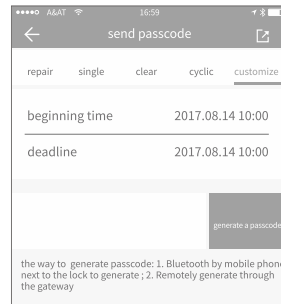 A&AT 16:59
send passcode
repair single clear cyclic customize
beginning time 2017.08.14 10:00
deadline 2017.08.14 10:00
generate a passcode
the way to generate passcode: 1. Bluetooth by mobile phone
next to the lock to generate ; 2. Remotely generate through
the gateway